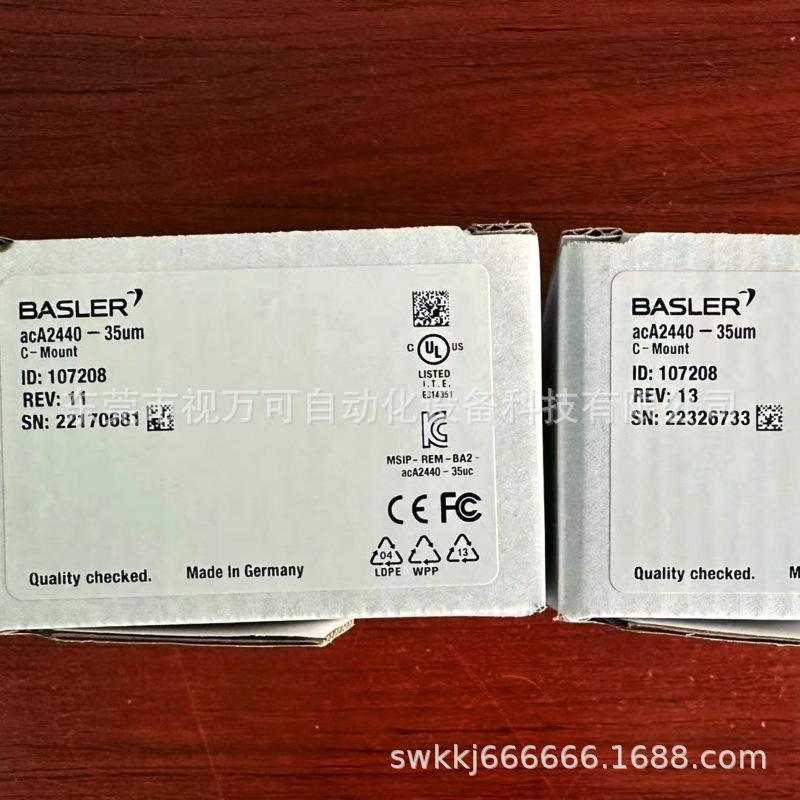 BASLER
acA2440-35um
C-Mount
ID: 107208
REV: 11
SN: 22170681
C UL US
LISTED
I.T.E.
E314351
MSIP-REM-BA2-
acA2440-35uc
CE FC
04
LDPE
WPP
13
Quality checked.
Made In Germany
BASLER
acA2440-35um
C-Mount
ID: 107208
REV: 13
SN: 22326733
Quality checked.
M
东莞市视万可自动化设备科技有限公司
swkkj666666.1688.com